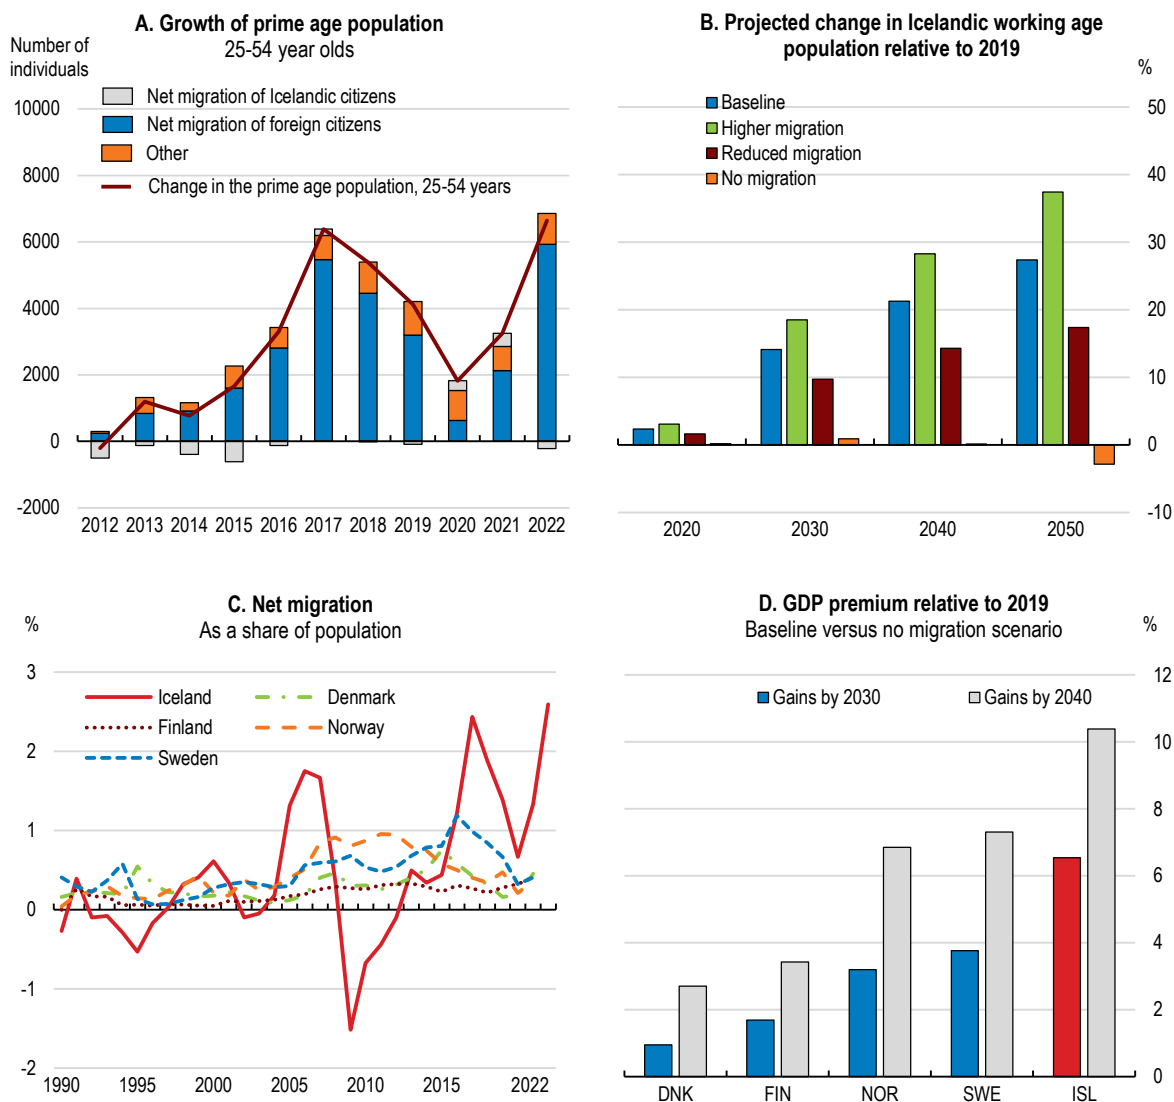 A. Growth of prime age population
25-54 year olds
Number of
individuals
Net migration of Icelandic citizens
Net migration of foreign citizens
Other
Change in the prime age population, 25-54 years
10000
8000
6000
4000
2000
0
-2000
2012 2013 2014 2015 2016 2017 2018 2019 2020 2021 2022
B. Projected change in Icelandic working age
population relative to 2019
%
Baseline
Higher migration
Reduced migration
No migration
50
40
30
20
10
0
-10
2020 2030 2040 2050
C. Net migration
As a share of population
%
Iceland
Denmark
Finland
Norway
Sweden
3
2
1
0
-1
-2
1990 1995 2000 2005 2010 2015 2022
D. GDP premium relative to 2019
Baseline versus no migration scenario
%
Gains by 2030
Gains by 2040
12
10
8
6
4
2
0
DNK FIN NOR SWE ISL